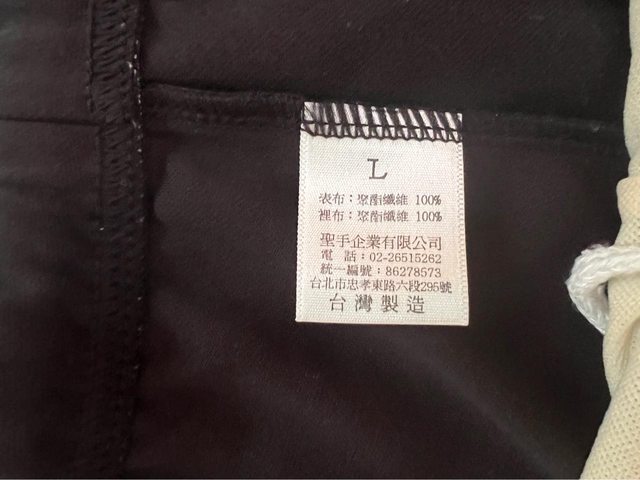 L
表布：聚酯纖維 100%
裡布：聚酯纖維 100%
聖手企業有限公司
電 話：02-26515262
統一編號：86278573
台北市忠孝東路六段295號
台灣製造